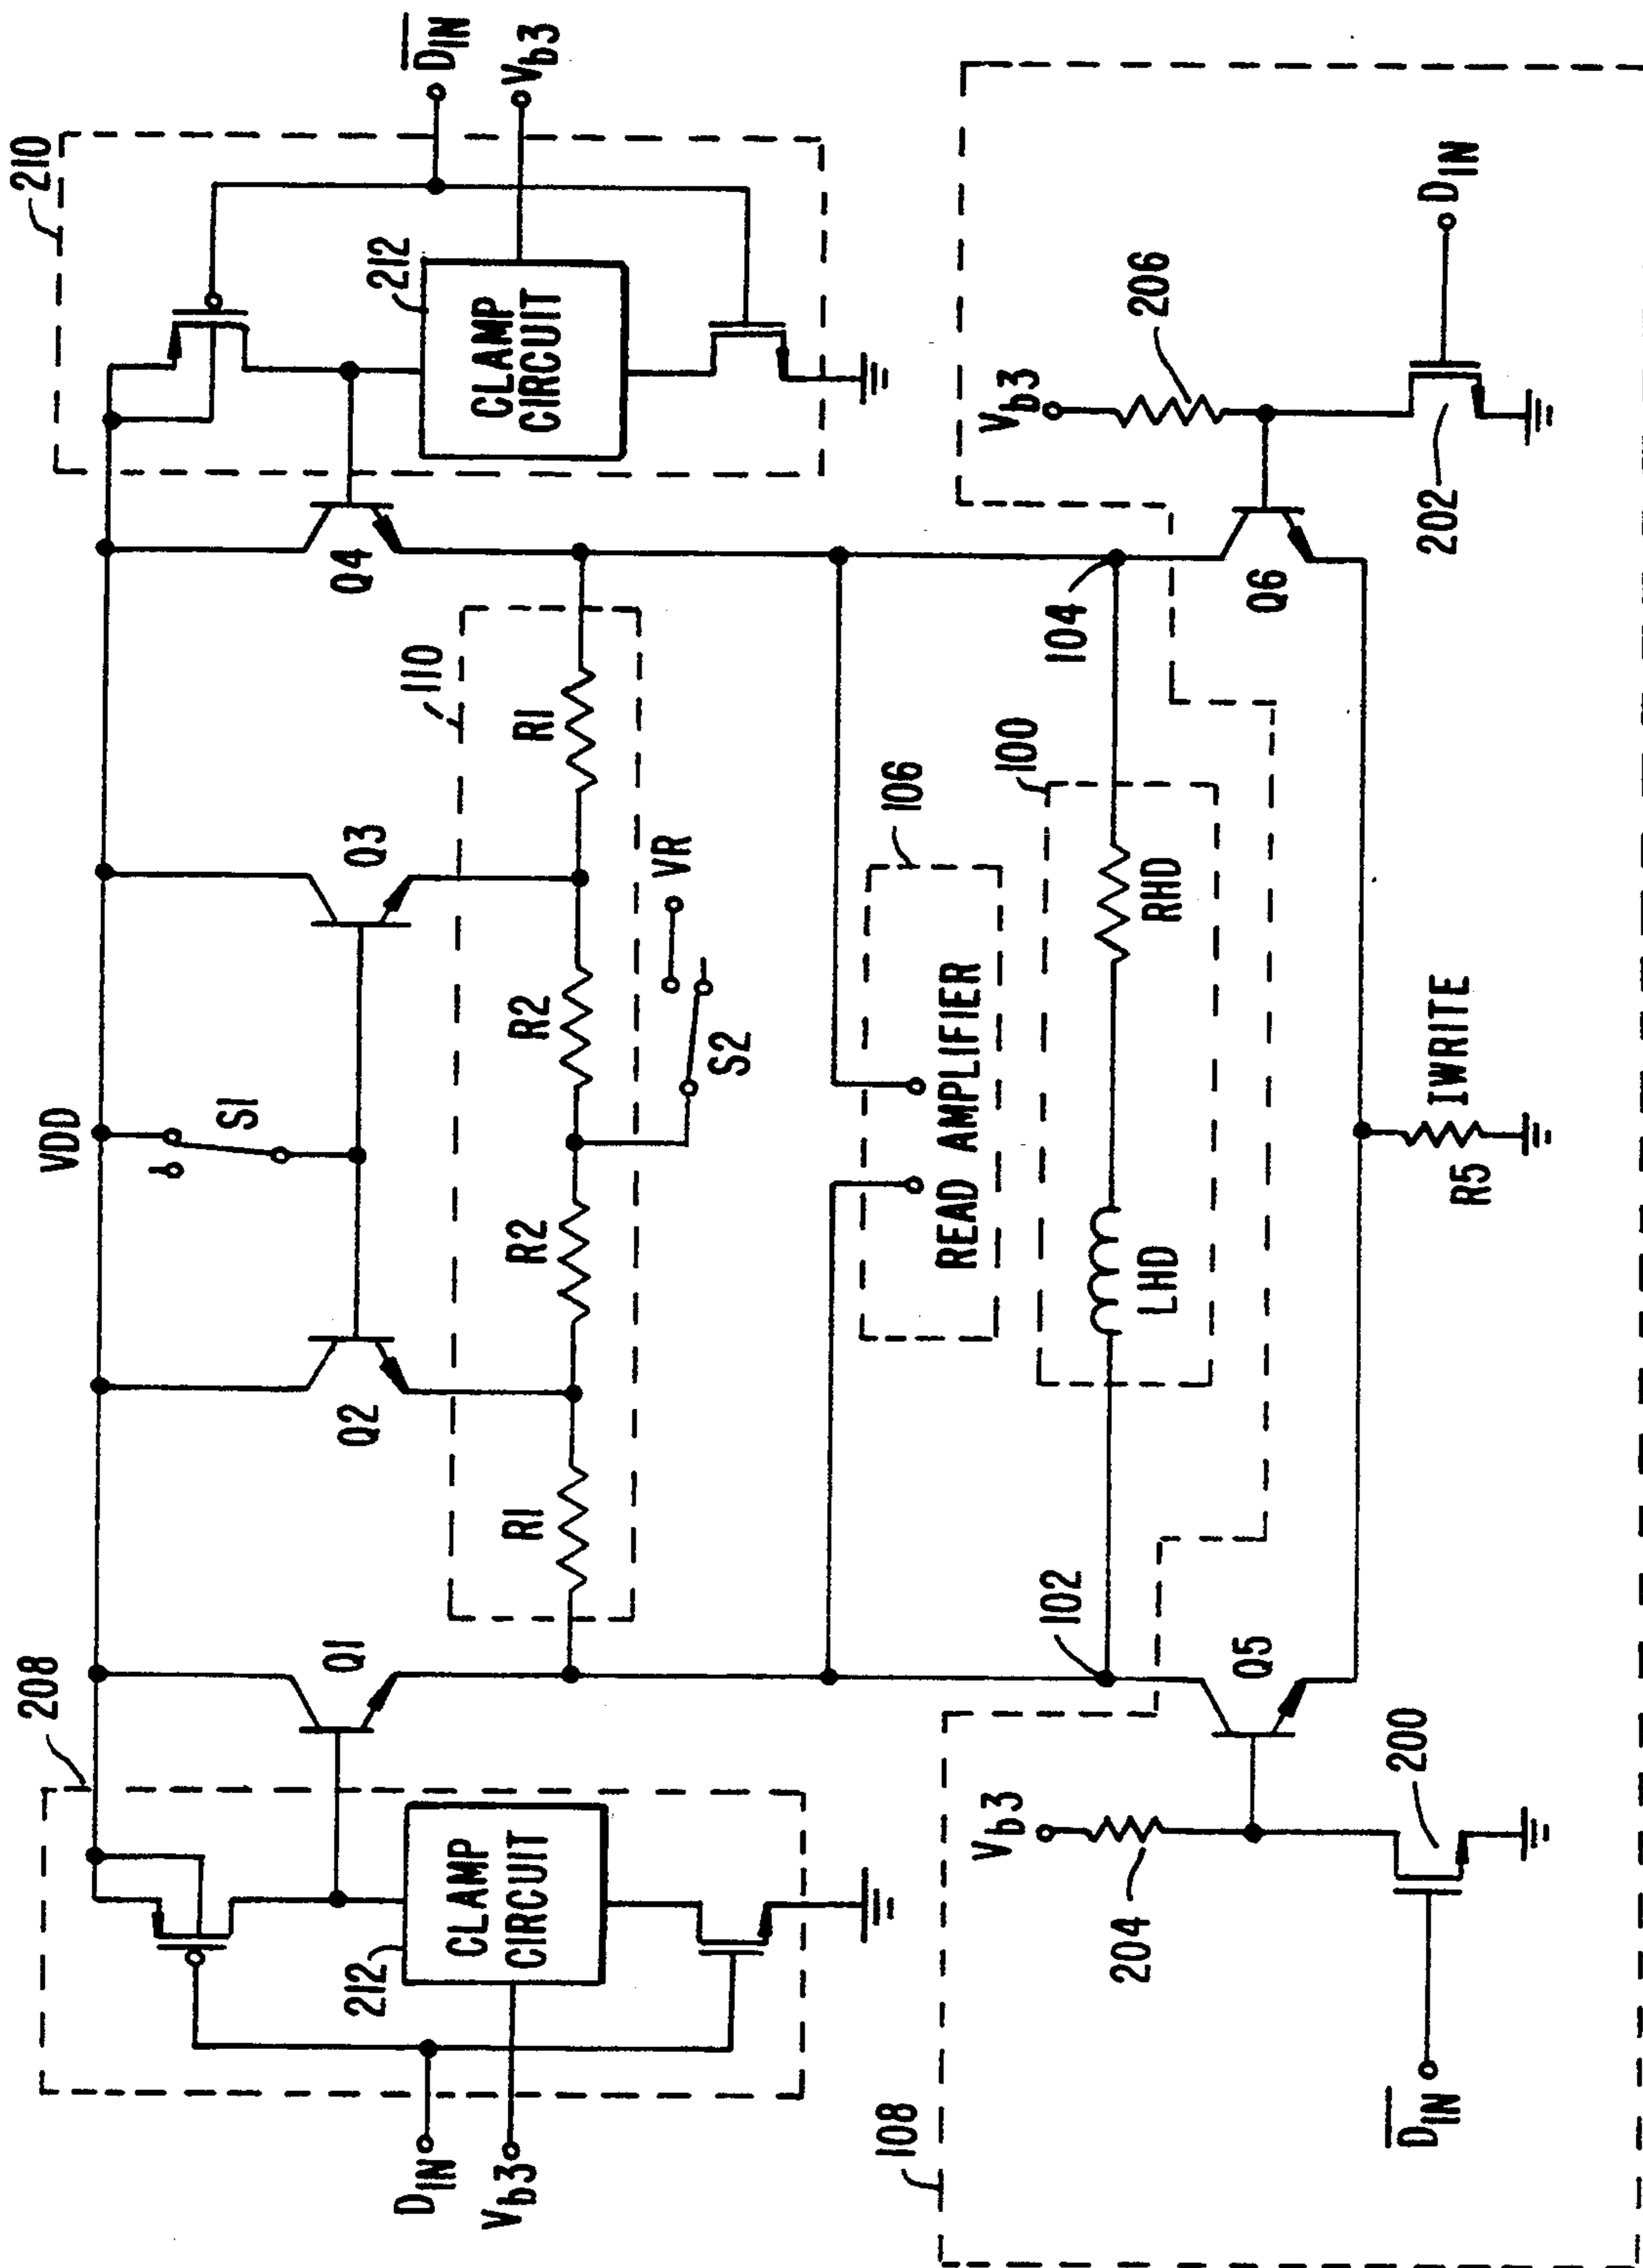 208
VDD
210
D̅IN
Vb3
Q1
Q2
S1
Q3
Q4
110
212
CLAMP
CIRCUIT
212
CLAMP
CIRCUIT
DIN
Vb3
R1
R2
R2
R1
S2
VR
106
READ AMPLIFIER
102
100
104
LHD
RHD
108
Vb3
204
Q5
Q6
Vb3
206
D̅IN
200
R5
IWRITE
202
DIN